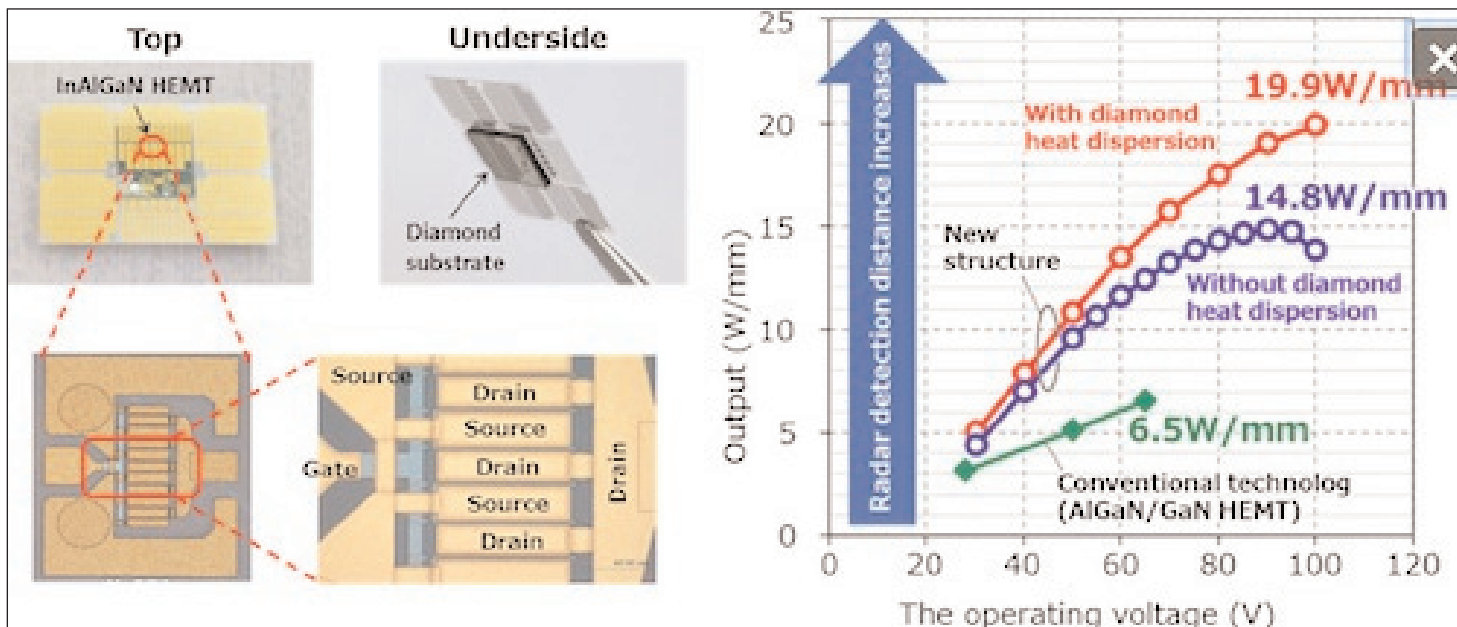 Top
Underside
InAlGaN HEMT
Diamond
substrate
Source
Drain
Source
Gate
Drain
Source
Drain
Drain
25
20
15
10
5
0
0
20
40
60
80
100
120
Output (W/mm)
The operating voltage (V)
Radar detection distance increases
With diamond
heat dispersion
19.9W/mm
14.8W/mm
New
structure
Without diamond
heat dispersion
6.5W/mm
Conventional technolog
(AlGaN/GaN HEMT)